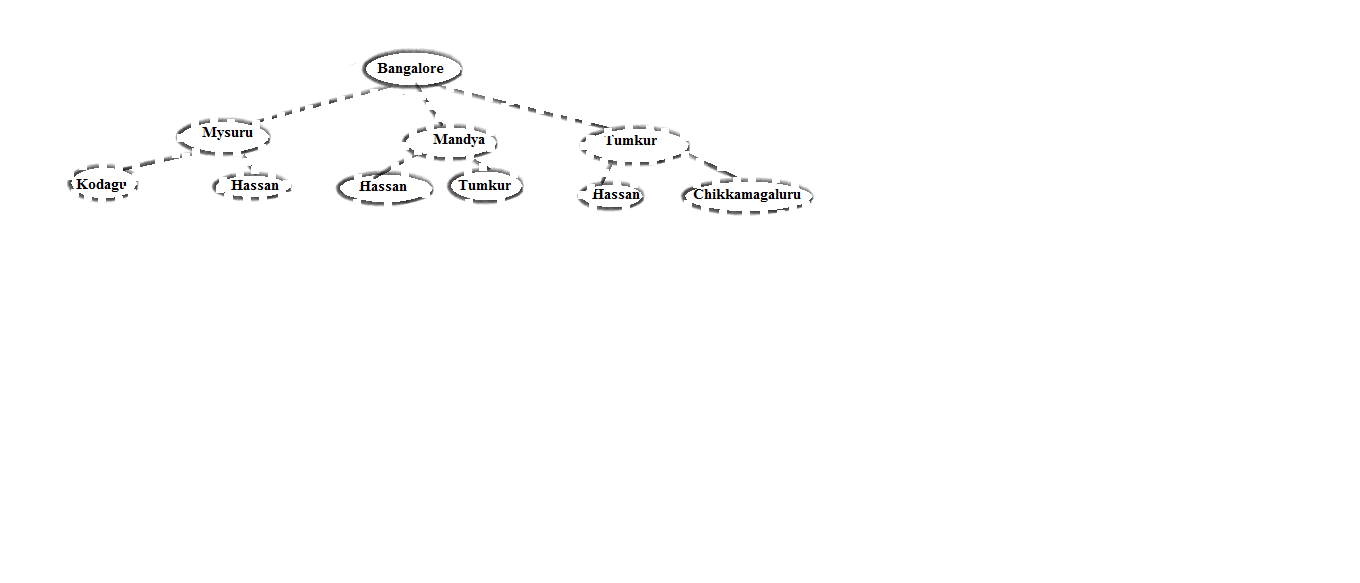 Bangalore
Mysuru
Mandya
Tumkur
Kodagu
Hassan
Hassan
Tumkur
Hassan
Chikkamagaluru